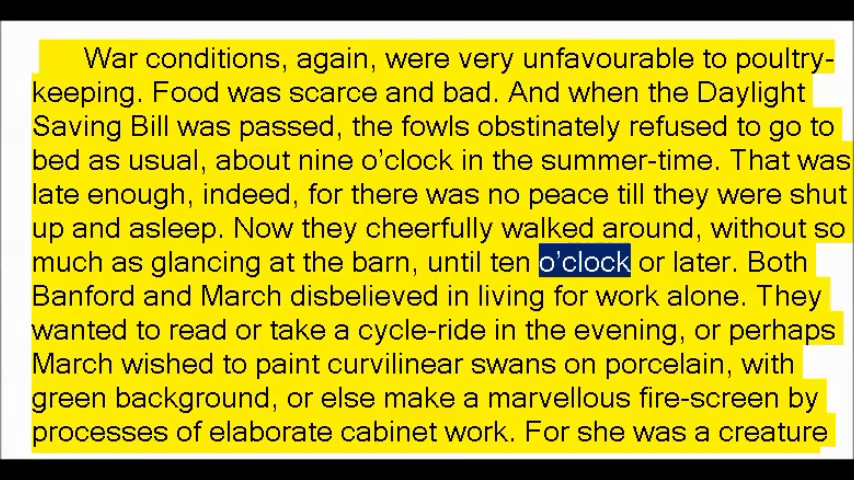 War conditions, again, were very unfavourable to poultry-
keeping. Food was scarce and bad. And when the Daylight
Saving Bill was passed, the fowls obstinately refused to go to
bed as usual, about nine o’clock in the summer-time. That was
late enough, indeed, for there was no peace till they were shut
up and asleep. Now they cheerfully walked around, without so
much as glancing at the barn, until ten o’clock or later. Both
Banford and March disbelieved in living for work alone. They
wanted to read or take a cycle-ride in the evening, or perhaps
March wished to paint curvilinear swans on porcelain, with
green background, or else make a marvellous fire-screen by
processes of elaborate cabinet work. For she was a creature